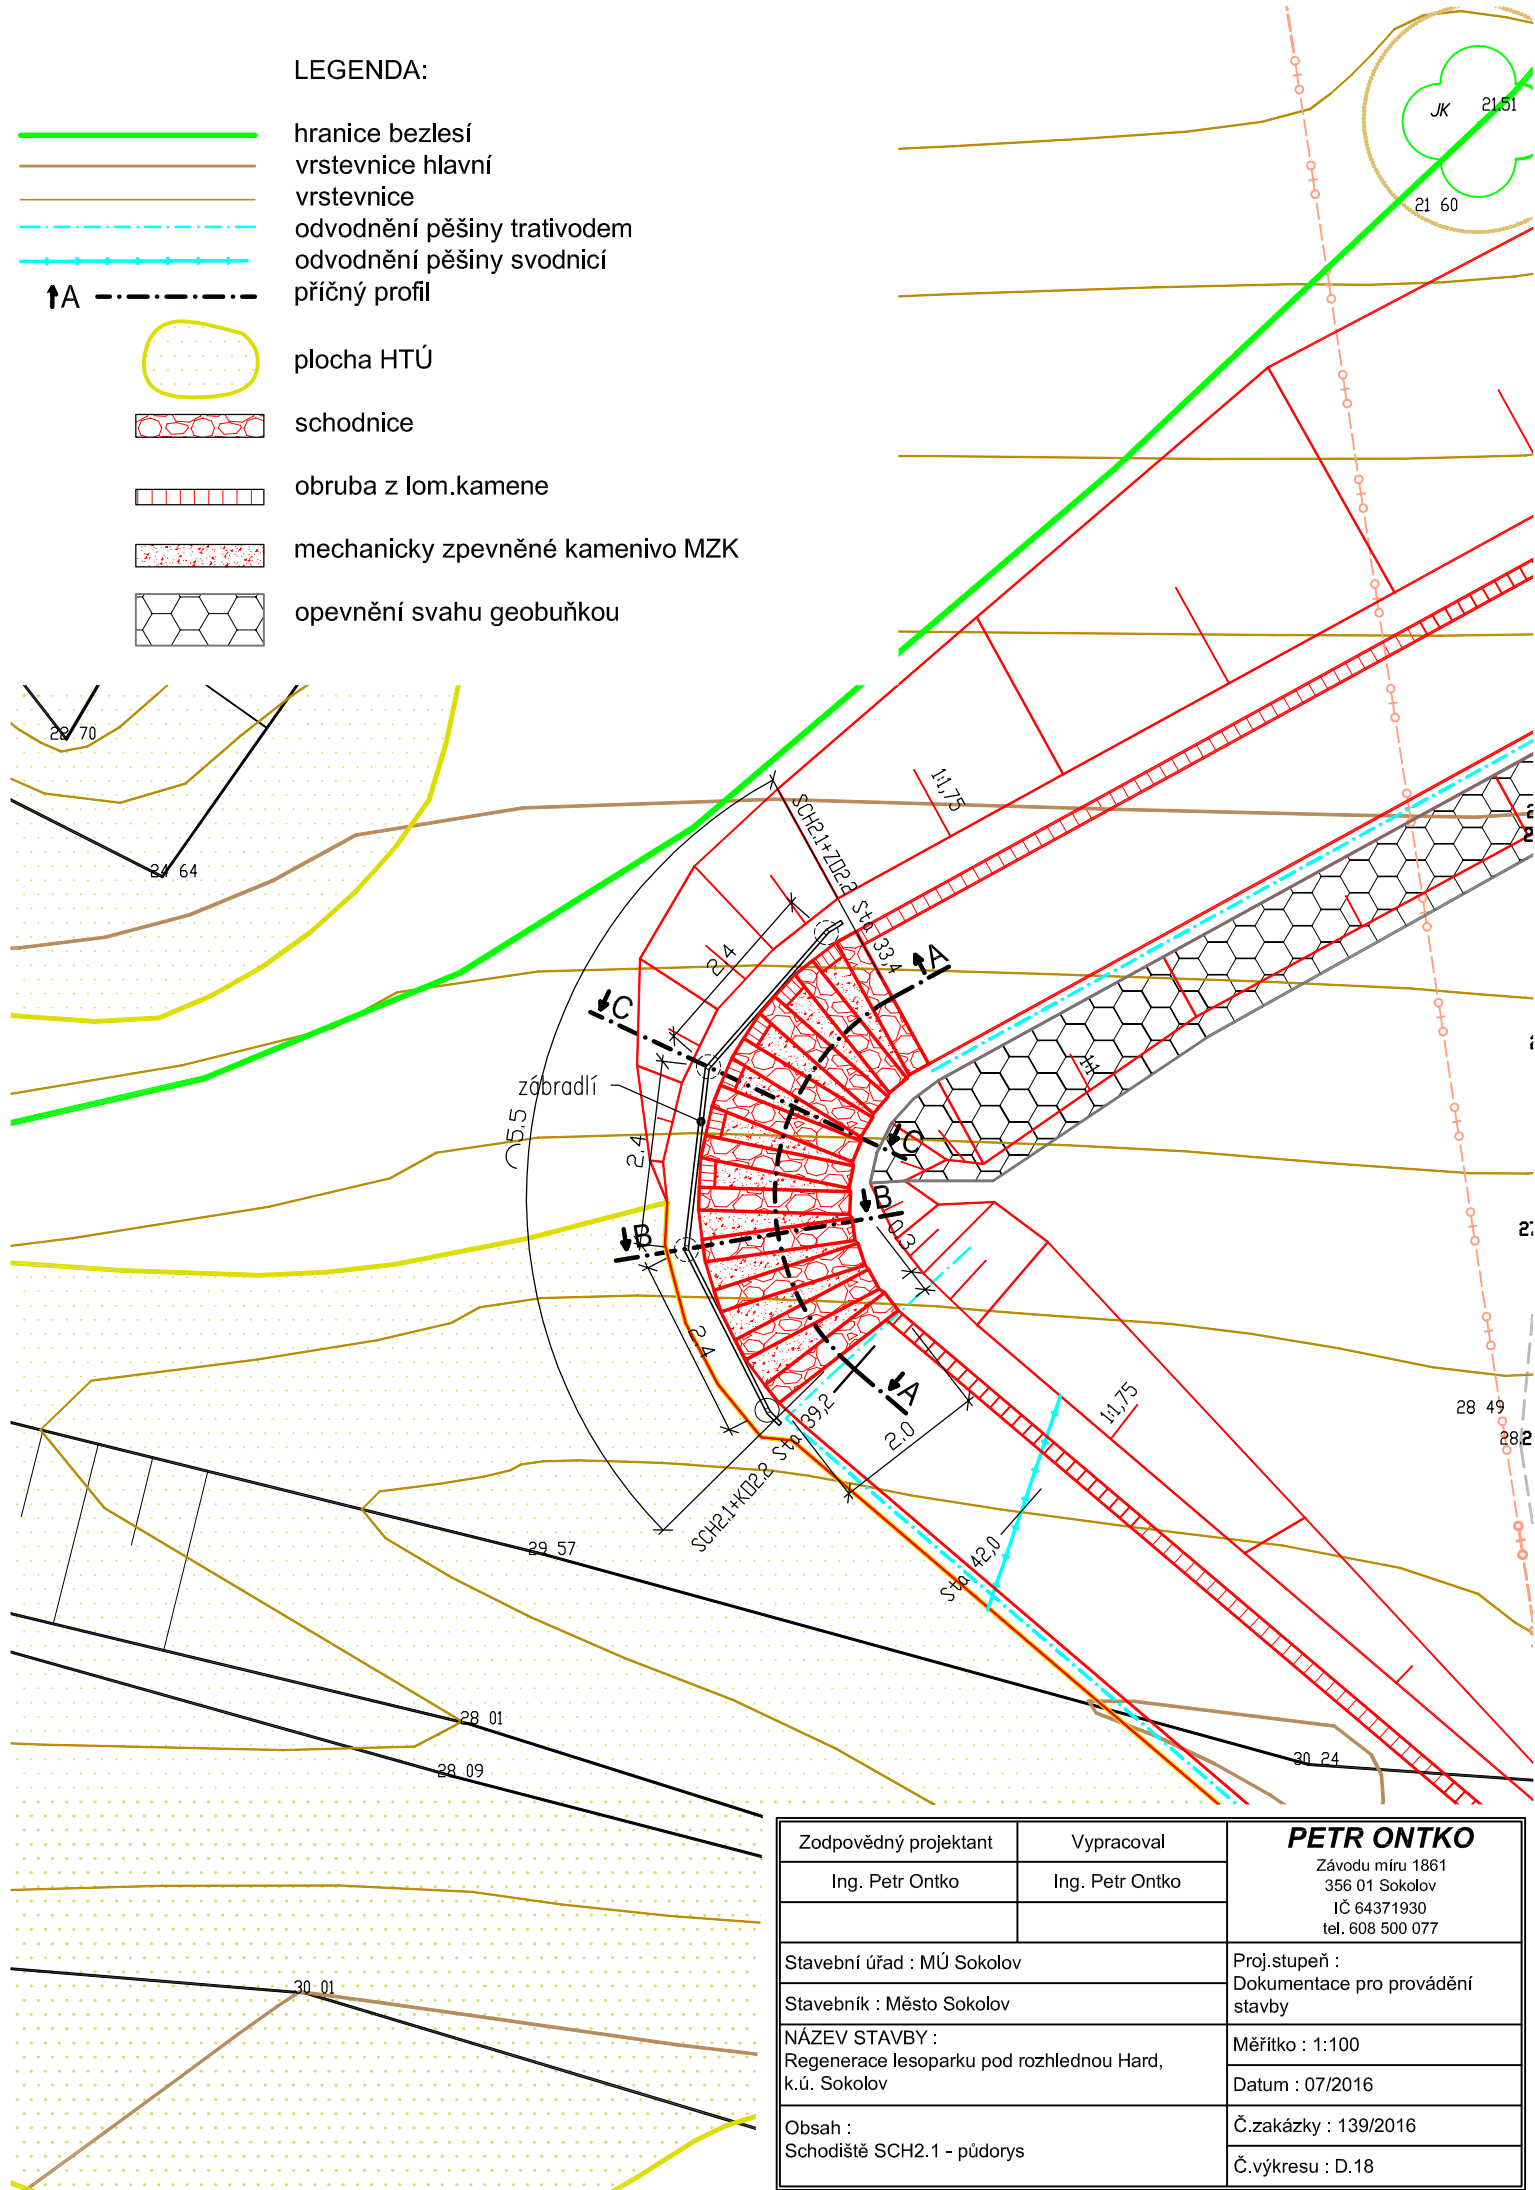 LEGENDA:
hranice bezlesí
vrstevnice hlavní
vrstevnice
odvodnění pěšiny trativodem
odvodnění pěšiny svodnicí
A
příčný profil
plocha HTÚ
schodnice
obruba z lom.kamene
mechanicky zpevněné kamenivo MZK
opevnění svahu geobuňkou
JK
21.51
21 60
22 70
24 64
1:1,75
SCH2.1+ZÚ2.2 Sta 33,4
A
2.4
C
zábradlí
5.5
2.4
1:1
C
B
0.3
B
2.4
A
2.0
1:1,75
SCH2.1+KÚ2.2 Sta 39,2
Sta 42,0
28 49
28.2
29 57
28 01
28 09
30 24
30 01
Zodpovědný projektant
Vypracoval
Ing. Petr Ontko
Ing. Petr Ontko
PETR ONTKO
Závodu míru 1861
356 01 Sokolov
IČ 64371930
tel. 608 500 077
Stavební úřad : MÚ Sokolov
Stavebník : Město Sokolov
Proj.stupeň :
Dokumentace pro provádění
stavby
NÁZEV STAVBY :
Regenerace lesoparku pod rozhlednou Hard,
k.ú. Sokolov
Měřítko : 1:100
Datum : 07/2016
Obsah :
Schodiště SCH2.1 - půdorys
Č.zakázky : 139/2016
Č.výkresu : D.18